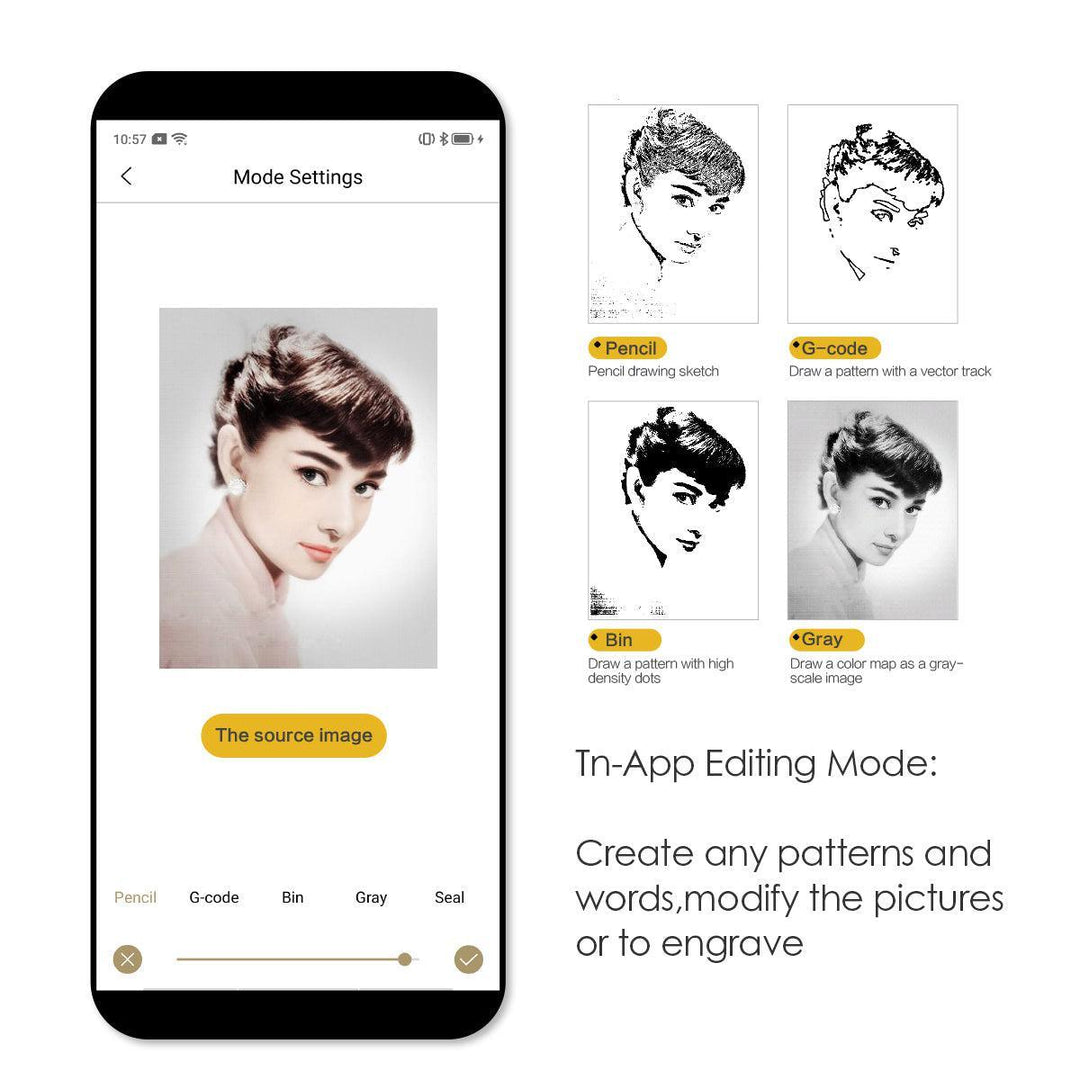 10:57
Mode Settings
The source image
Pencil G-code Bin Gray Seal
Pencil
Pencil drawing sketch
G-code
Draw a pattern with a vector track
Bin
Draw a pattern with high
density dots
Gray
Draw a color map as a gray-
scale image
Tn-App Editing Mode:
Create any patterns and
words,modify the pictures
or to engrave